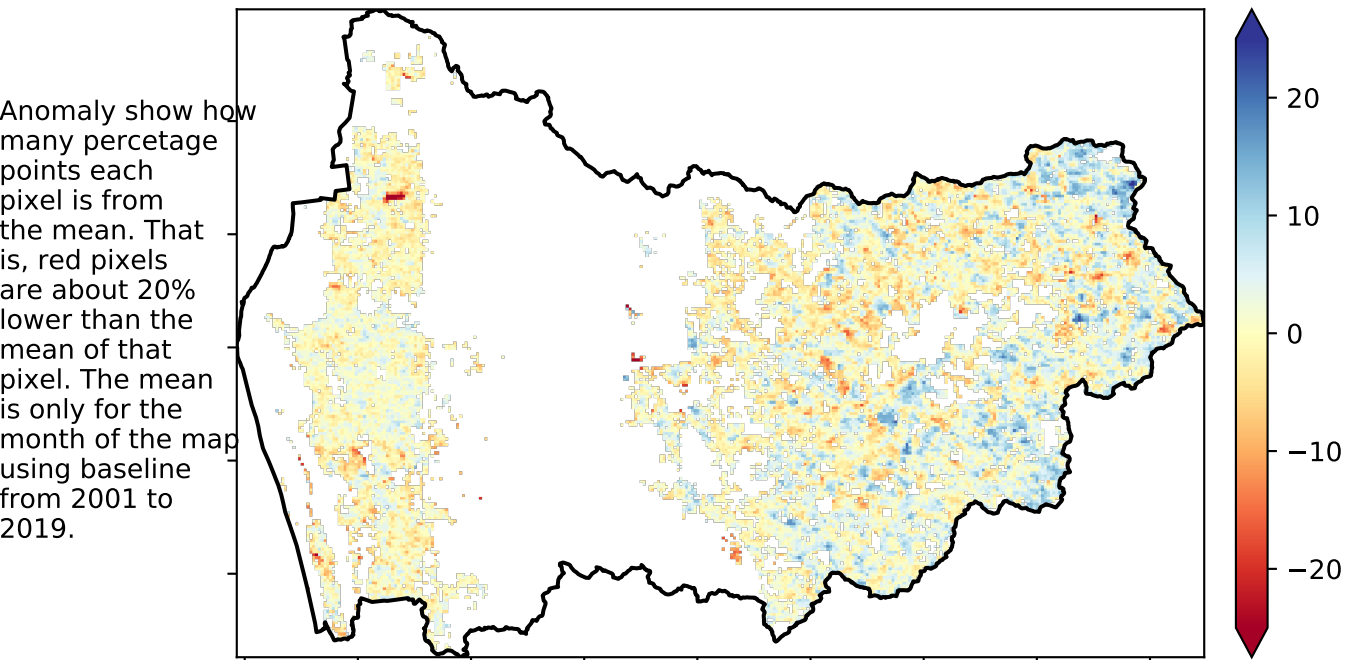 Anomaly show how
many percetage
points each
pixel is from
the mean. That
is, red pixels
are about 20%
lower than the
mean of that
pixel. The mean
is only for the
month of the map
using baseline
from 2001 to
2019.
20
10
0
−10
−20